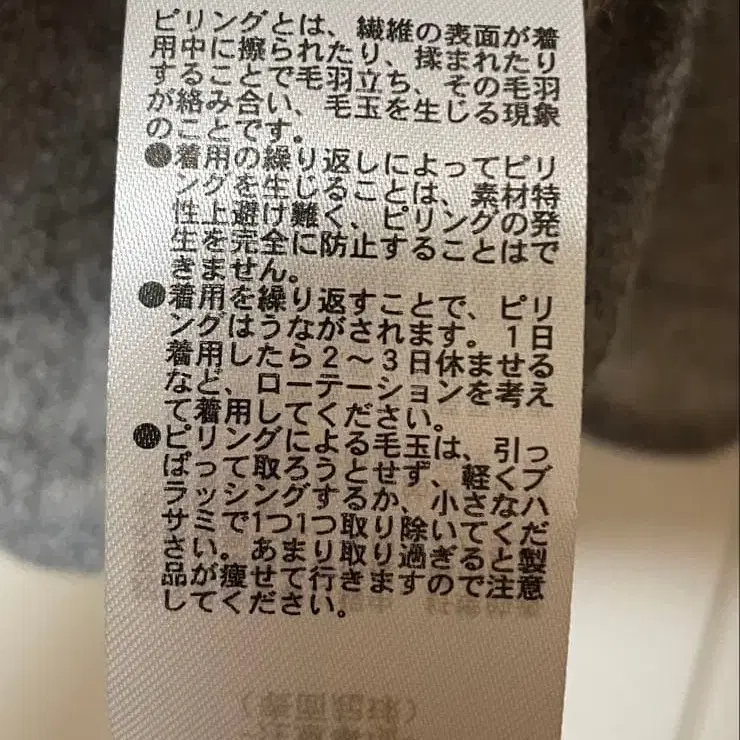 ピリングとは、繊維の表面が着
用中に擦られたり、揉まれたり
することで毛羽立ち、その毛羽
が絡み合い、毛玉を生じる現象
のことです。
●着用の繰り返しによってピリ
ングを生じることは、素材特
性上避け難く、ピリングの発
生を完全に防止することはで
きません。
●着用を繰り返すことで、ピリ
ングはうながされます。1日
着用したら2～3日休ませる
など、ローテーションを考え
て着用してください。
●ピリングによる毛玉は、引っ
ぱって取ろうとせず、軽くブ
ラッシングするか、小さなハ
サミで1つ1つ取り除いてくだ
さい。あまり取り過ぎると製
品が痩せて行きますので注意
してください。